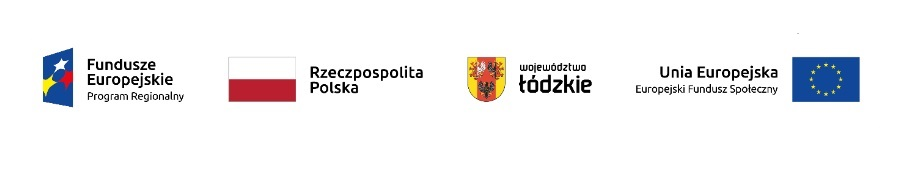 Fundusze
Europejskie
Program Regionalny
Rzeczpospolita
Polska
województwo
łódzkie
Unia Europejska
Europejski Fundusz Społeczny